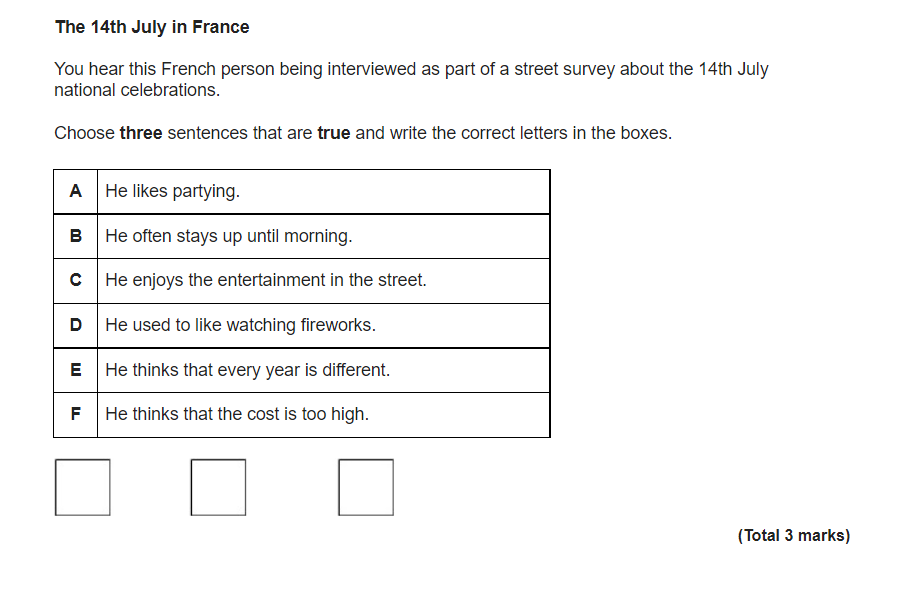 The 14th July in France
You hear this French person being interviewed as part of a street survey about the 14th July
national celebrations.
Choose three sentences that are true and write the correct letters in the boxes.
A He likes partying.
B He often stays up until morning.
C He enjoys the entertainment in the street.
D He used to like watching fireworks.
E He thinks that every year is different.
F He thinks that the cost is too high.
(Total 3 marks)